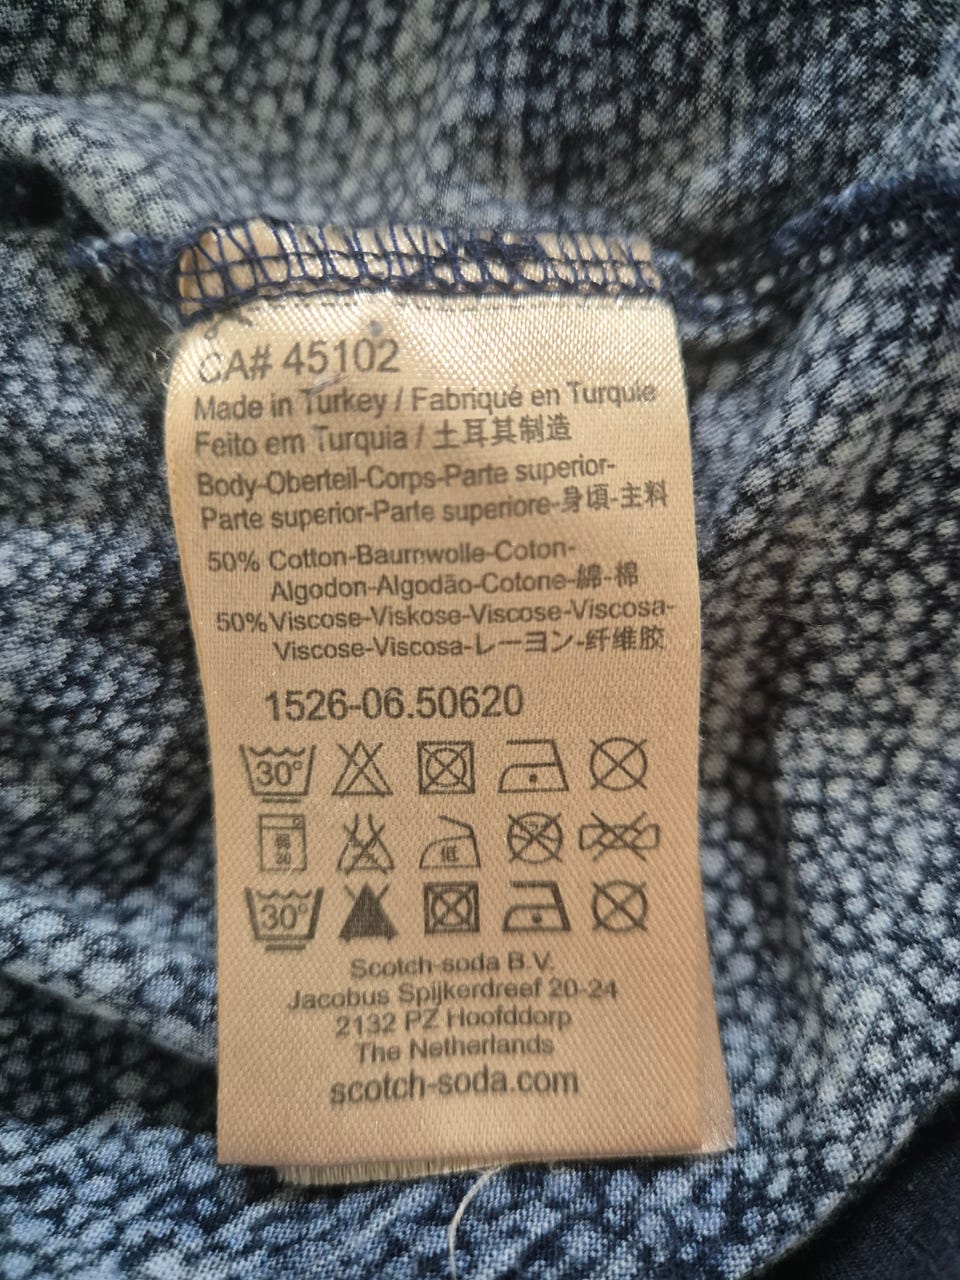 CA# 45102
Made in Turkey / Fabriqué en Turquie
Feito em Turquia / 土耳其制造
Body-Oberteil-Corps-Parte superior-
Parte superior-Parte superiore-身頃-主料
50% Cotton-Baumwolle-Coton-
Algodon-Algodão-Cotone-綿-棉
50% Viscose-Viskose-Viscose-Viscosa-
Viscose-Viscosa-レーヨン-纤维胶
1526-06.50620
30°
低
30°
Scotch-soda B.V.
Jacobus Spijkerdreef 20-24
2132 PZ Hoofddorp
The Netherlands
scotch-soda.com